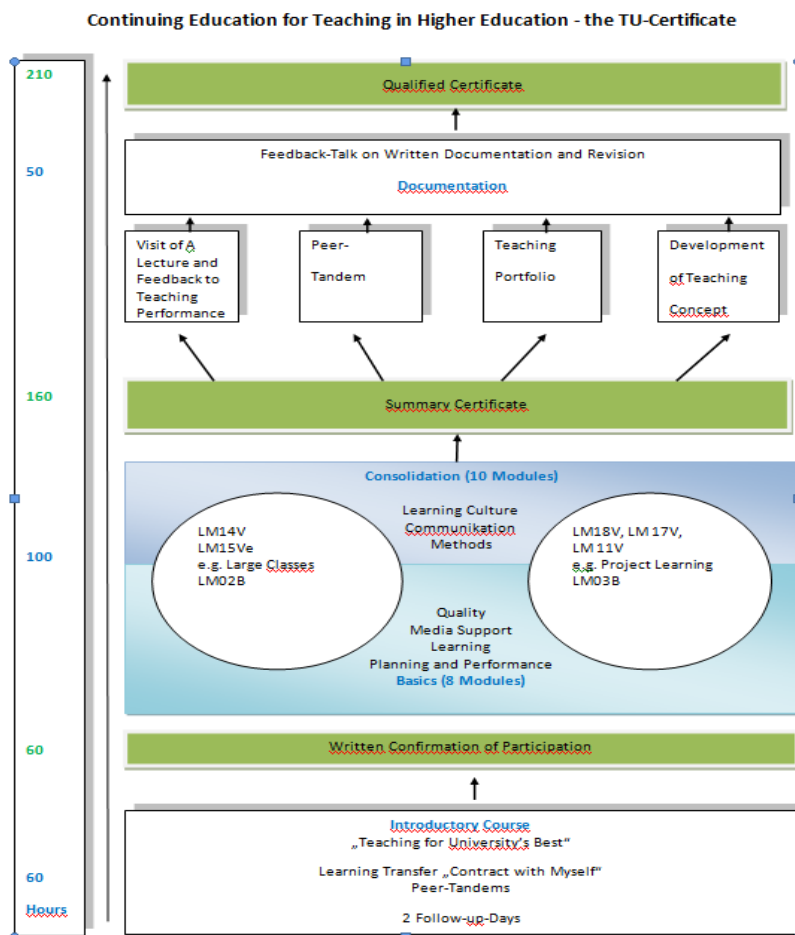 Continuing Education for Teaching in Higher Education - the TU-Certificate
210
Qualified Certificate
50
Feedback-Talk on Written Documentation and Revision
Documentation
Visit of A
Lecture and
Feedback to
Teaching
Performance
Peer-
Tandem
Teaching
Portfolio
Development
of Teaching
Concept
160
Summary Certificate
Consolidation (10 Modules)
Learning Culture
Communikation
Methods
LM14V
LM15Ve
e.g. Large Classes
LM02B
LM18V, LM 17V,
LM 11V
e.g. Project Learning
LM03B
100
Quality
Media Support
Learning
Planning and Performance
Basics (8 Modules)
60
Written Confirmation of Participation
Introductory Course
„Teaching for University’s Best“
Learning Transfer „Contract with Myself“
Peer-Tandems
2 Follow-up-Days
60
Hours